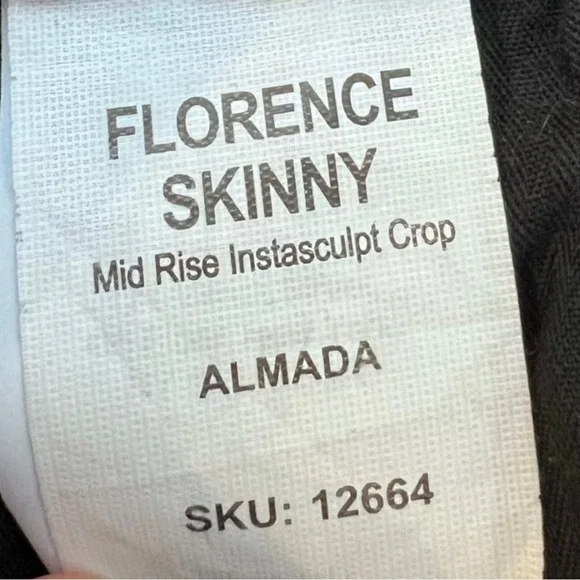 FLORENCE
SKINNY
Mid Rise Instasculpt Crop
ALMADA
SKU: 12664